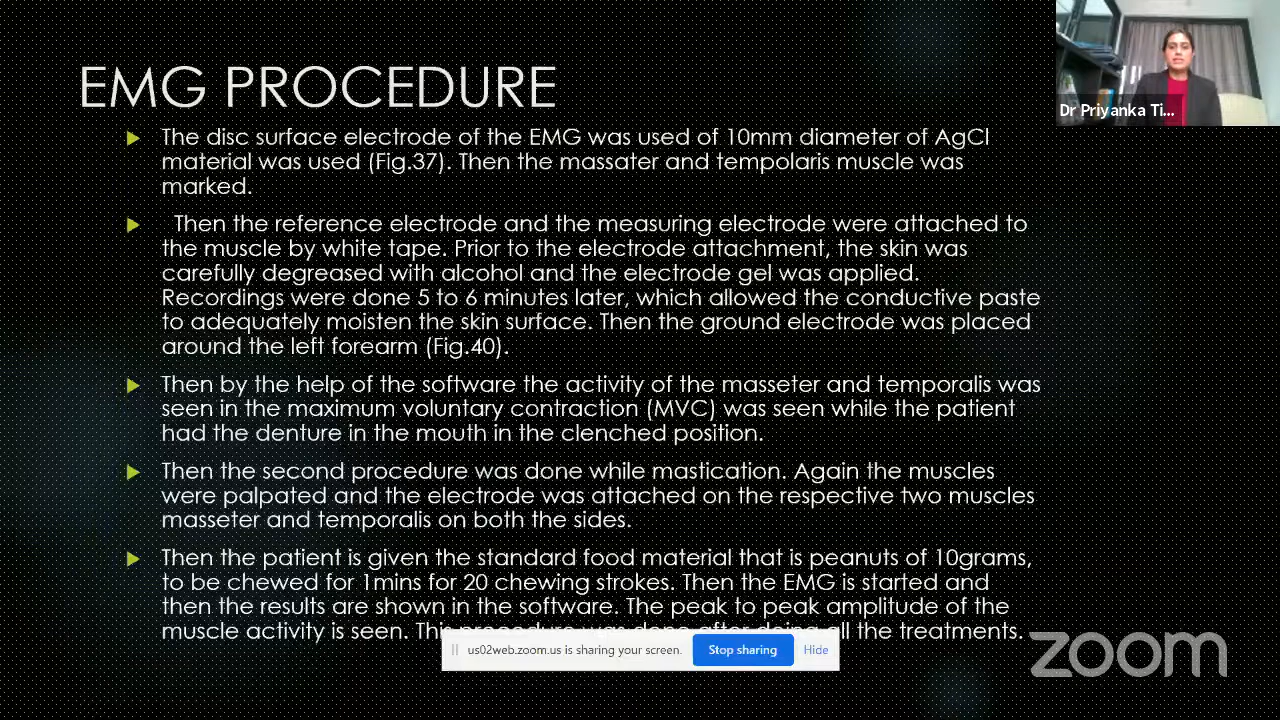 EMG PROCEDURE
Dr Priyanka Ti...
The disc surface electrode of the EMG was used of 10mm diameter of AgCl
material was used (Fig.37). Then the massater and tempolaris muscle was
marked.
Then the reference electrode and the measuring electrode were attached to
the muscle by white tape. Prior to the electrode attachment, the skin was
carefully degreased with alcohol and the electrode gel was applied.
Recordings were done 5 to 6 minutes later, which allowed the conductive paste
to adequately moisten the skin surface. Then the ground electrode was placed
around the left forearm (Fig.40).
Then by the help of the software the activity of the masseter and temporalis was
seen in the maximum voluntary contraction (MVC) was seen while the patient
had the denture in the mouth in the clenched position.
Then the second procedure was done while mastication. Again the muscles
were palpated and the electrode was attached on the respective two muscles
masseter and temporalis on both the sides.
Then the patient is given the standard food material that is peanuts of 10grams,
to be chewed for 1mins for 20 chewing strokes. Then the EMG is started and
then the results are shown in the software. The peak to peak amplitude of the
muscle activity is seen. This procedure was done after doing all the treatments.
us02web.zoom.us is sharing your screen.
Stop sharing
Hide
zoom